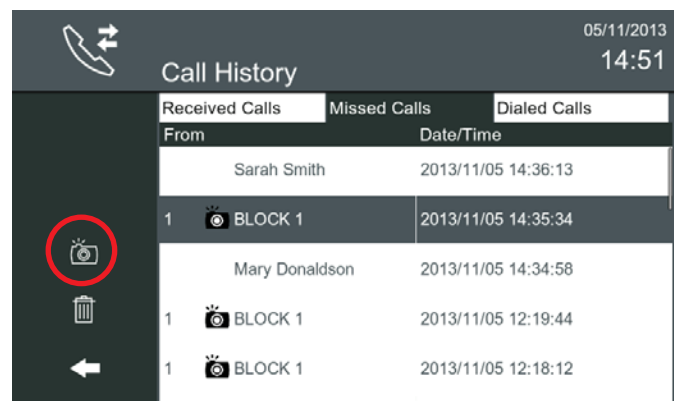 05/11/2013
14:51
Call History
Received Calls Missed Calls Dialed Calls
From Date/Time
Sarah Smith 2013/11/05 14:36:13
1 BLOCK 1 2013/11/05 14:35:34
Mary Donaldson 2013/11/05 14:34:58
1 BLOCK 1 2013/11/05 12:19:44
1 BLOCK 1 2013/11/05 12:18:12